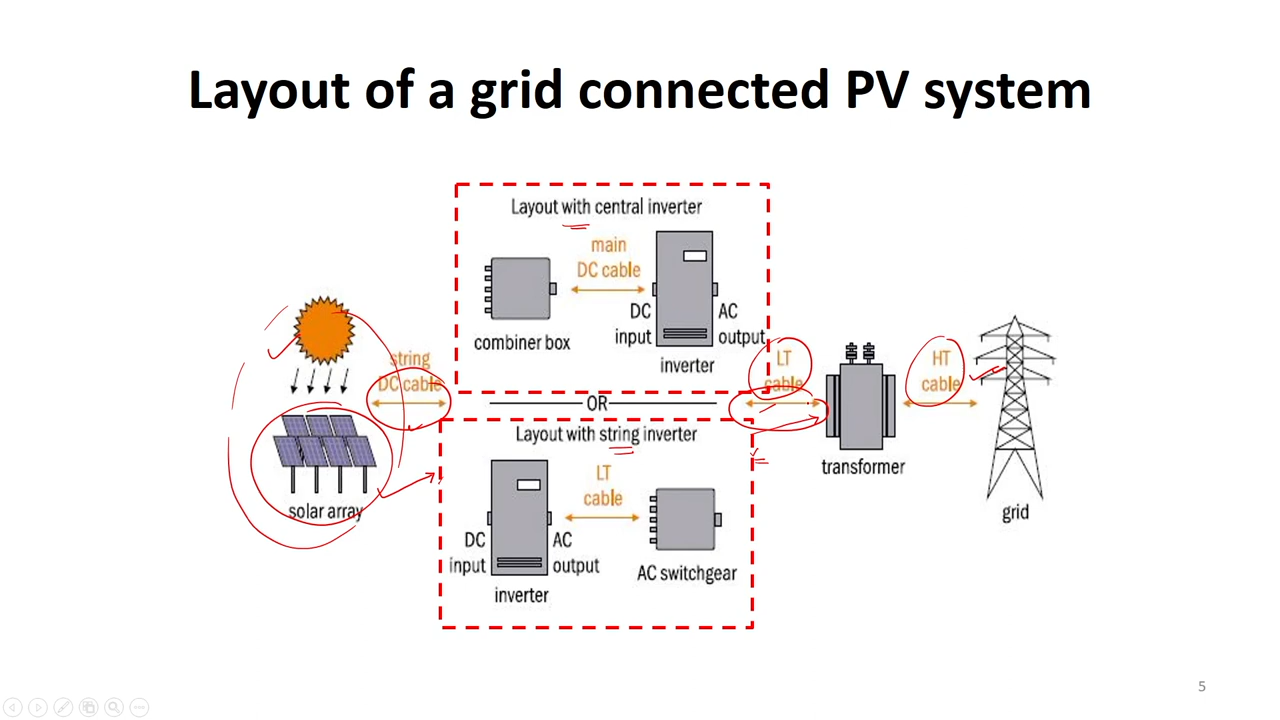 Layout of a grid connected PV system
Layout with central inverter
main
DC cable
DC
input
AC
output
combiner box
inverter
string
DC cable
OR
LT
cable
HT
cable
Layout with string inverter
LT
cable
DC
input
AC
output
inverter
AC switchgear
solar array
transformer
grid
5